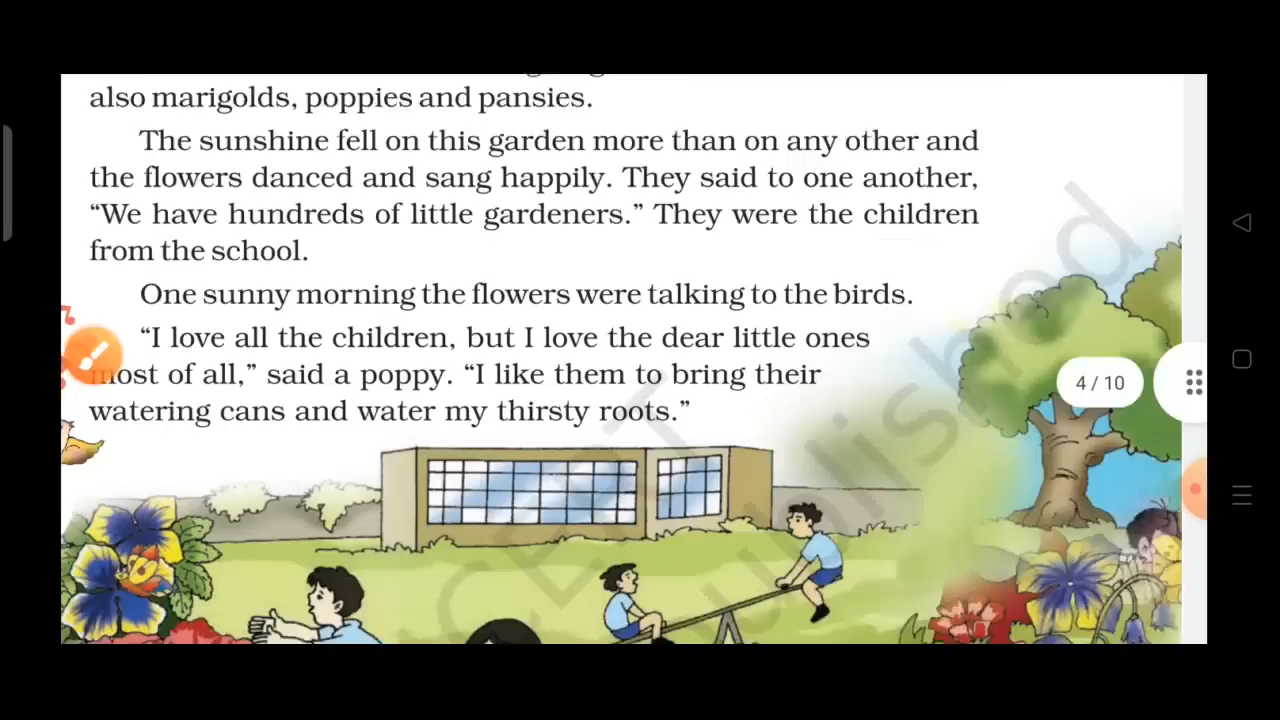 also marigolds, poppies and pansies.
The sunshine fell on this garden more than on any other and
the flowers danced and sang happily. They said to one another,
“We have hundreds of little gardeners.” They were the children
from the school.
One sunny morning the flowers were talking to the birds.
“I love all the children, but I love the dear little ones
most of all,” said a poppy. “I like them to bring their
watering cans and water my thirsty roots.”
4 / 10